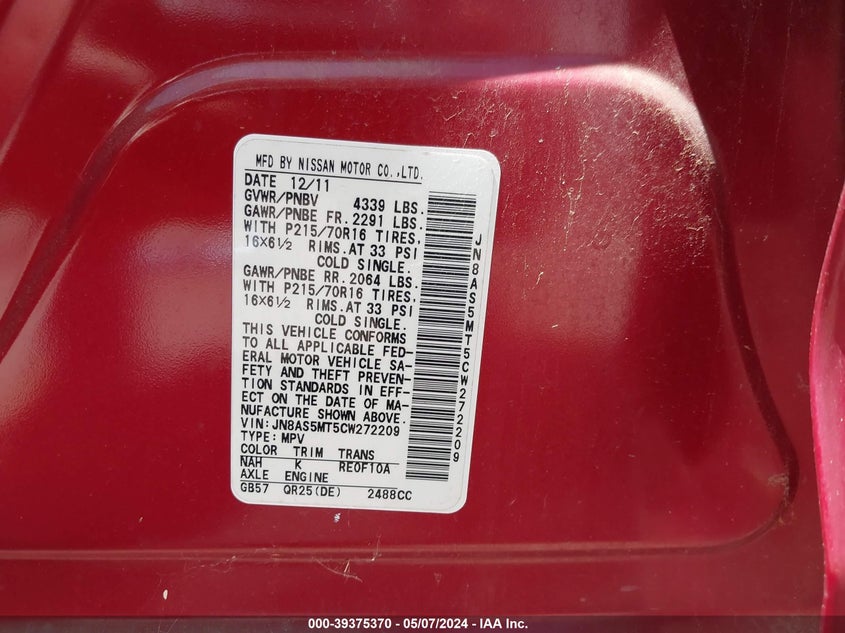 MFD BY NISSAN MOTOR CO.,LTD.
DATE 12/11
GVWR/PNBV 4339 LBS.
GAWR/PNBE FR.2291 LBS.
WITH P215/70R16 TIRES,
16X6½ RIMS.AT 33 PSI
COLD SINGLE.
GAWR/PNBE RR.2064 LBS.
WITH P215/70R16 TIRES,
16X6½ RIMS.AT 33 PSI
COLD SINGLE.
THIS VEHICLE CONFORMS
TO ALL APPLICABLE FED-
ERAL MOTOR VEHICLE SA-
FETY AND THEFT PREVEN-
TION STANDARDS IN EFF-
ECT ON THE DATE OF MA-
NUFACTURE SHOWN ABOVE.
VIN:JN8AS5MT5CW272209
TYPE: MPV
COLOR TRIM TRANS
NAH K RE0F10A
AXLE ENGINE
GB57 QR25(DE) 2488CC
JN8AS5MT5CW272209
000-39375370 - 05/07/2024 - IAA Inc.